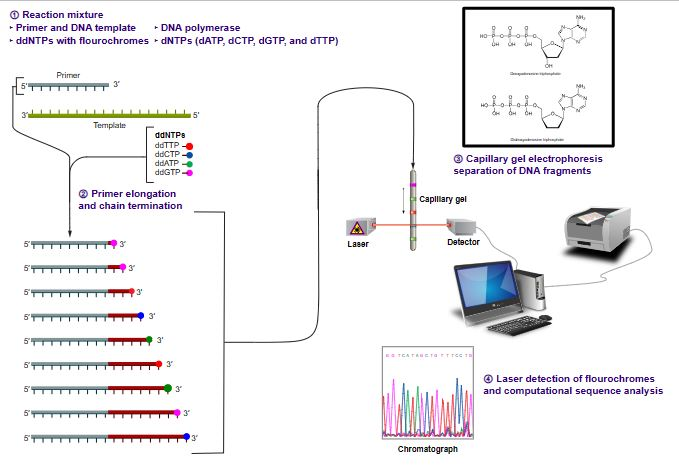 ① Reaction mixture
‣ Primer and DNA template ‣ DNA polymerase
‣ ddNTPs with flourochromes ‣ dNTPs (dATP, dCTP, dGTP, and dTTP)
Primer
3′
3′ 5′
Template
ddNTPs
ddTTP
ddCTP
ddATP
ddGTP
② Primer elongation
and chain termination
5′ 3′
5′ 3′
5′ 3′
5′ 3′
5′ 3′
5′ 3′
5′ 3′
5′ 3′
5′ 3′
Deoxyadenosine triphosphate
Dideoxyadenosine triphosphate
③ Capillary gel electrophoresis
separation of DNA fragments
Capillary gel
Laser
Detector
Chromatograph
④ Laser detection of flourochromes
and computational sequence analysis